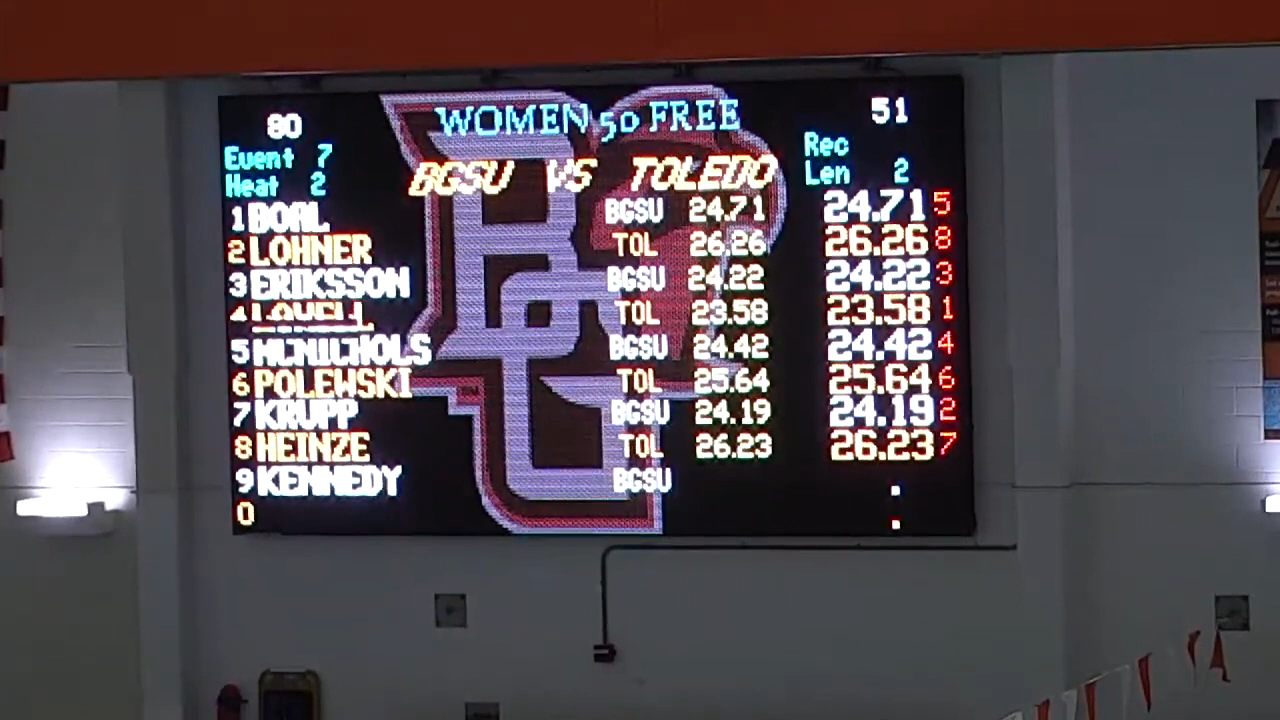 80 WOMEN 50 FREE 51
Event 7 Rec
Heat 2 BGSU VS TOLEDO Len 2
1 BOAL BGSU 24.71 24.71 5
2 LOHNER TOL 26.26 26.26 8
3 ERIKSSON BGSU 24.22 24.22 3
4 TOL 23.58 23.58 1
5 MCNICHOLS BGSU 24.42 24.42 4
6 POLEWSKI TOL 25.64 25.64 6
7 KRUPP BGSU 24.19 24.19 2
8 HEINZE TOL 26.23 26.23 7
9 KENNEDY BGSU :
0